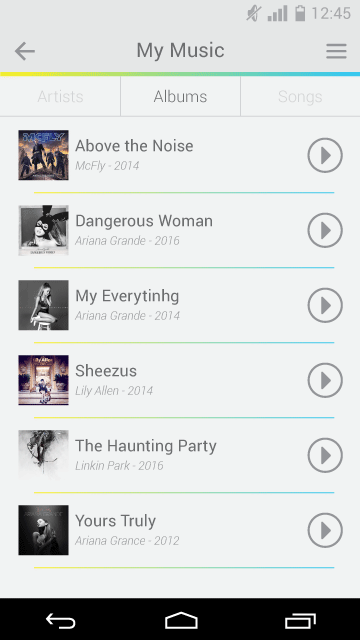 12:45
My Music
Artists Albums Songs
McFLY
Above the Noise
McFly - 2014
Dangerous Woman
Ariana Grande - 2016
My Everytinhg
Ariana Grande - 2014
Lily Allen
Sheezus
Lily Allen - 2014
The Haunting Party
Linkin Park - 2016
Yours Truly
Ariana Grance - 2012